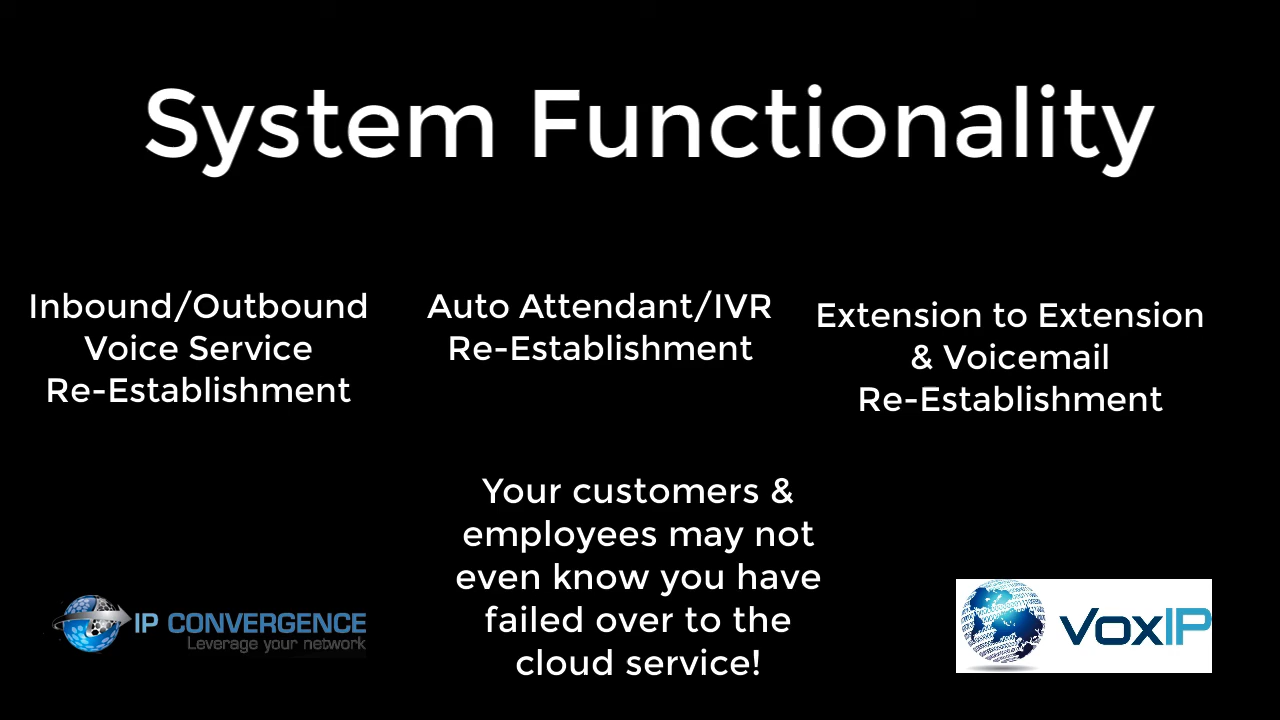 System Functionality
Inbound/Outbound
Voice Service
Re-Establishment
Auto Attendant/IVR
Re-Establishment
Extension to Extension
& Voicemail
Re-Establishment
Your customers &
employees may not
even know you have
failed over to the
cloud service!
IP CONVERGENCE
Leverage your network
VoxIP